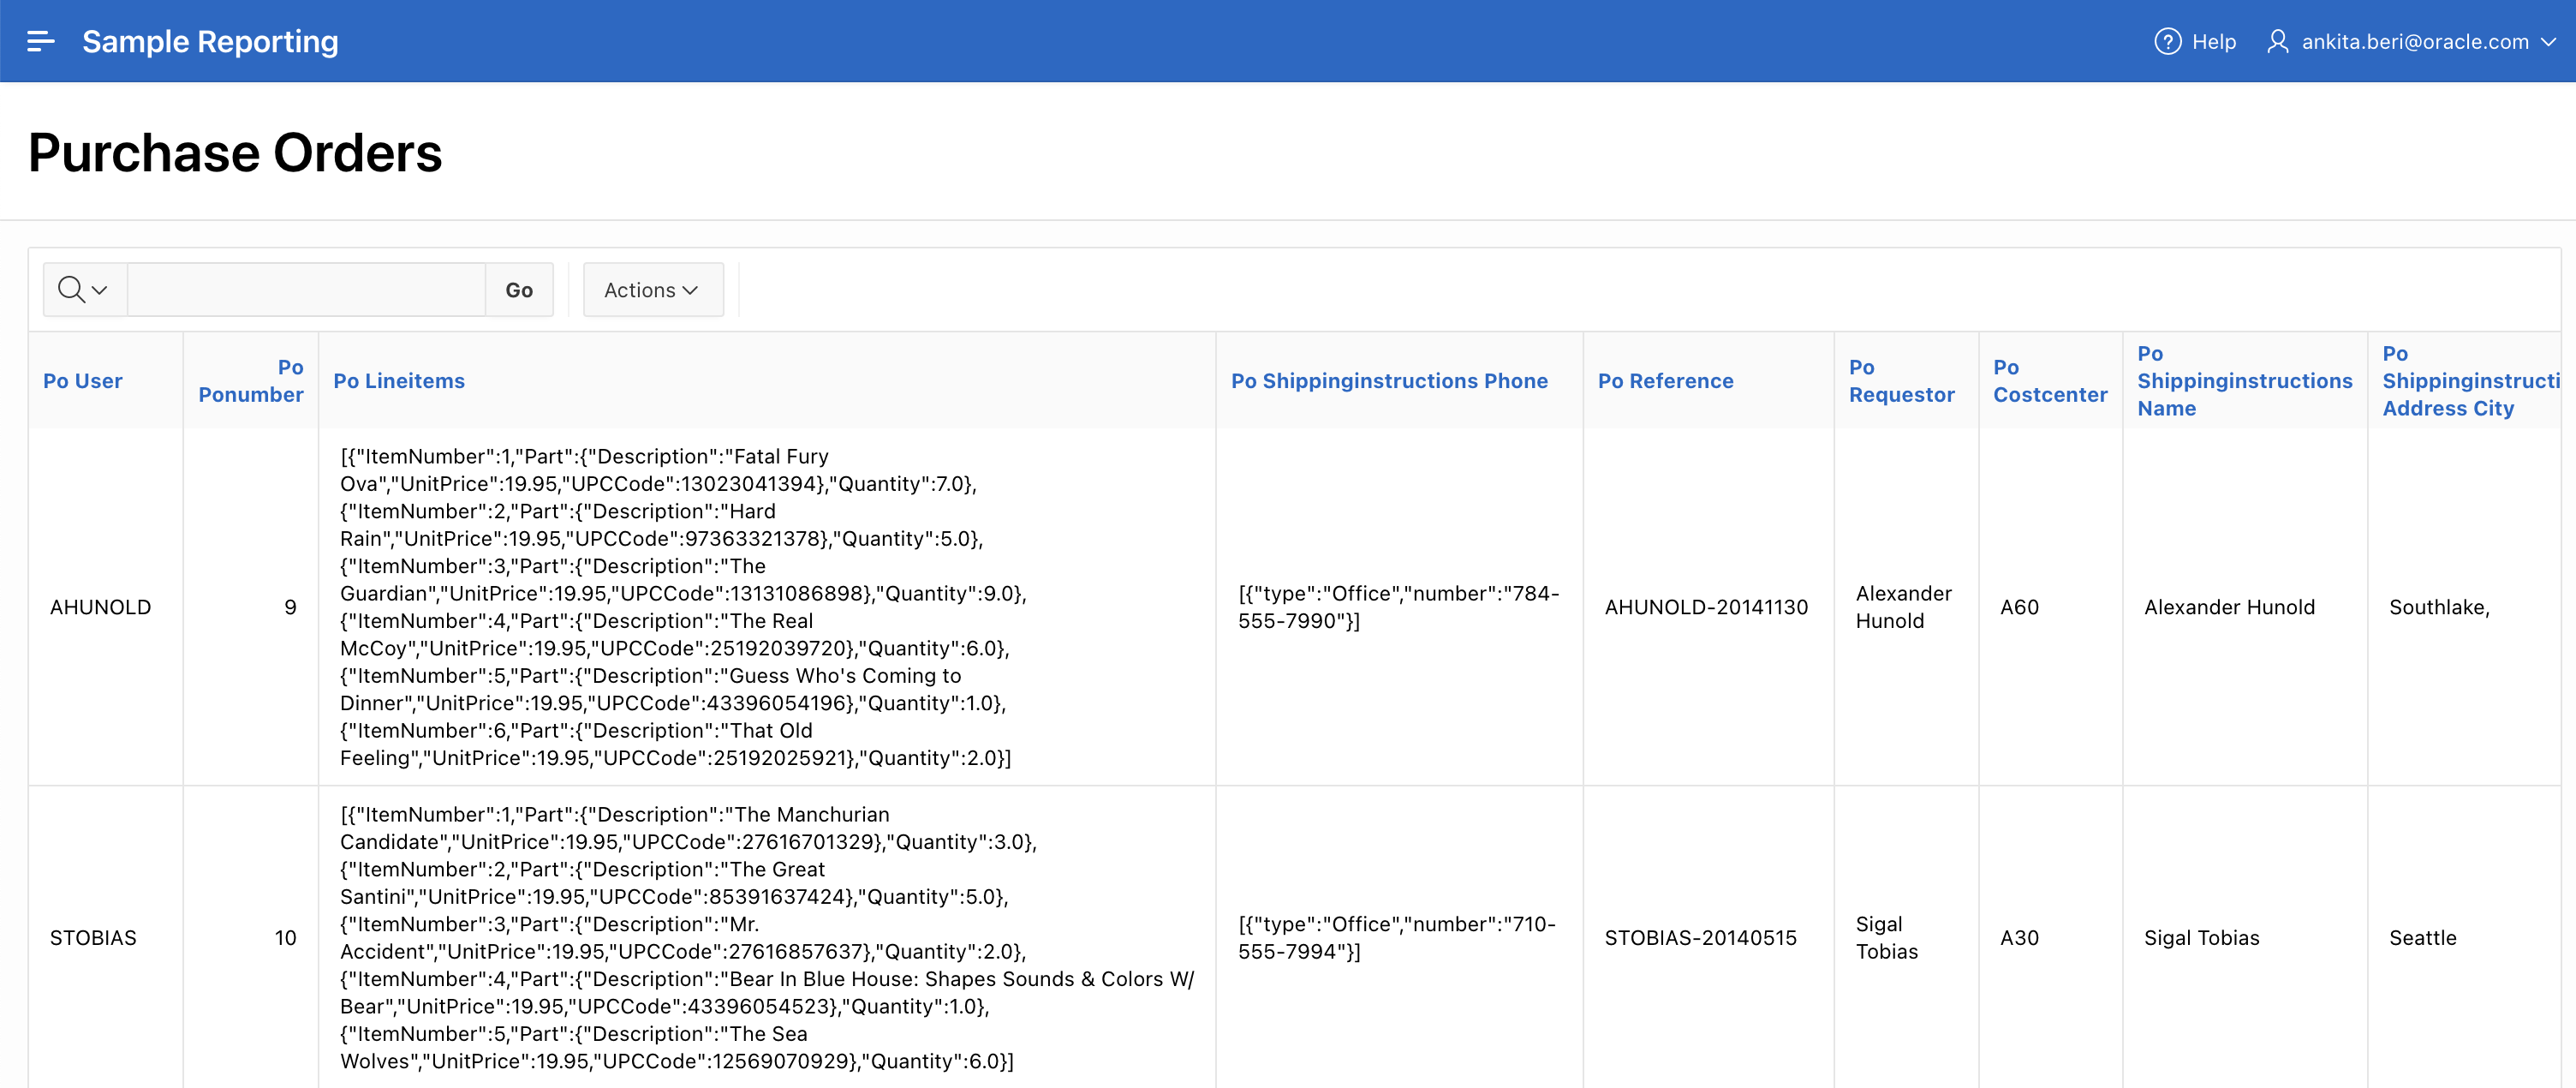 Sample Reporting
Help
ankita.beri@oracle.com
Purchase Orders
Go
Actions
Po User
Po
Ponumber
Po Lineitems
Po Shippinginstructions Phone
Po Reference
Po
Requestor
Po
Costcenter
Po
Shippinginstructions
Name
Po
Shippinginstructi
Address City
AHUNOLD
9
[{"ItemNumber":1,"Part":{"Description":"Fatal Fury
Ova","UnitPrice":19.95,"UPCCode":13023041394},"Quantity":7.0},
{"ItemNumber":2,"Part":{"Description":"Hard
Rain","UnitPrice":19.95,"UPCCode":97363321378},"Quantity":5.0},
{"ItemNumber":3,"Part":{"Description":"The
Guardian","UnitPrice":19.95,"UPCCode":13131086898},"Quantity":9.0},
{"ItemNumber":4,"Part":{"Description":"The Real
McCoy","UnitPrice":19.95,"UPCCode":25192039720},"Quantity":6.0},
{"ItemNumber":5,"Part":{"Description":"Guess Who's Coming to
Dinner","UnitPrice":19.95,"UPCCode":43396054196},"Quantity":1.0},
{"ItemNumber":6,"Part":{"Description":"That Old
Feeling","UnitPrice":19.95,"UPCCode":25192025921},"Quantity":2.0}]
[{"type":"Office","number":"784-
555-7990"}]
AHUNOLD-20141130
Alexander
Hunold
A60
Alexander Hunold
Southlake,
STOBIAS
10
[{"ItemNumber":1,"Part":{"Description":"The Manchurian
Candidate","UnitPrice":19.95,"UPCCode":27616701329},"Quantity":3.0},
{"ItemNumber":2,"Part":{"Description":"The Great
Santini","UnitPrice":19.95,"UPCCode":85391637424},"Quantity":5.0},
{"ItemNumber":3,"Part":{"Description":"Mr.
Accident","UnitPrice":19.95,"UPCCode":27616857637},"Quantity":2.0},
{"ItemNumber":4,"Part":{"Description":"Bear In Blue House: Shapes Sounds & Colors W/
Bear","UnitPrice":19.95,"UPCCode":43396054523},"Quantity":1.0},
{"ItemNumber":5,"Part":{"Description":"The Sea
Wolves","UnitPrice":19.95,"UPCCode":12569070929},"Quantity":6.0}]
[{"type":"Office","number":"710-
555-7994"}]
STOBIAS-20140515
Sigal
Tobias
A30
Sigal Tobias
Seattle